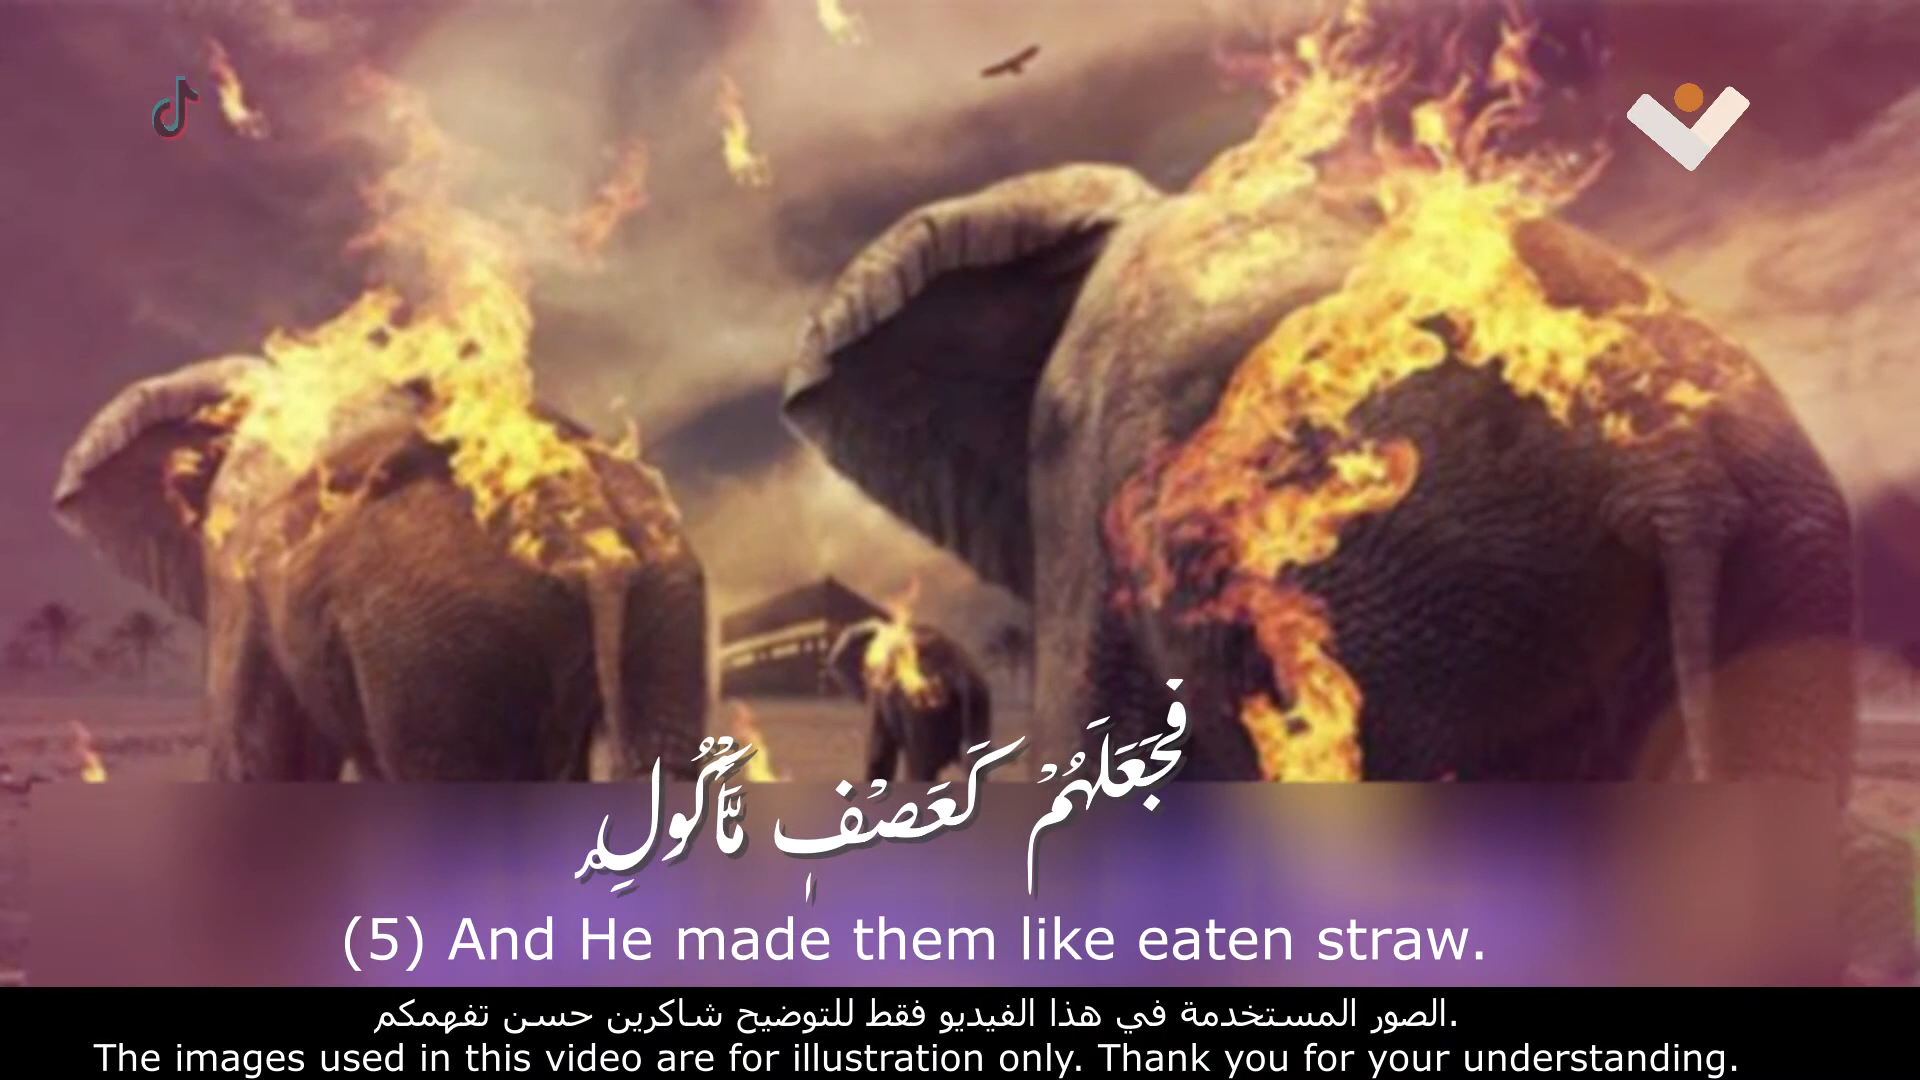 فَجَعَلَهُمْ كَعَصْفٍ مَّأْكُولٍۭ
(5) And He made them like eaten straw.
الصور المستخدمة في هذا الفيديو فقط للتوضيح شاكرين حسن تفهمكم.
The images used in this video are for illustration only. Thank you for your understanding.